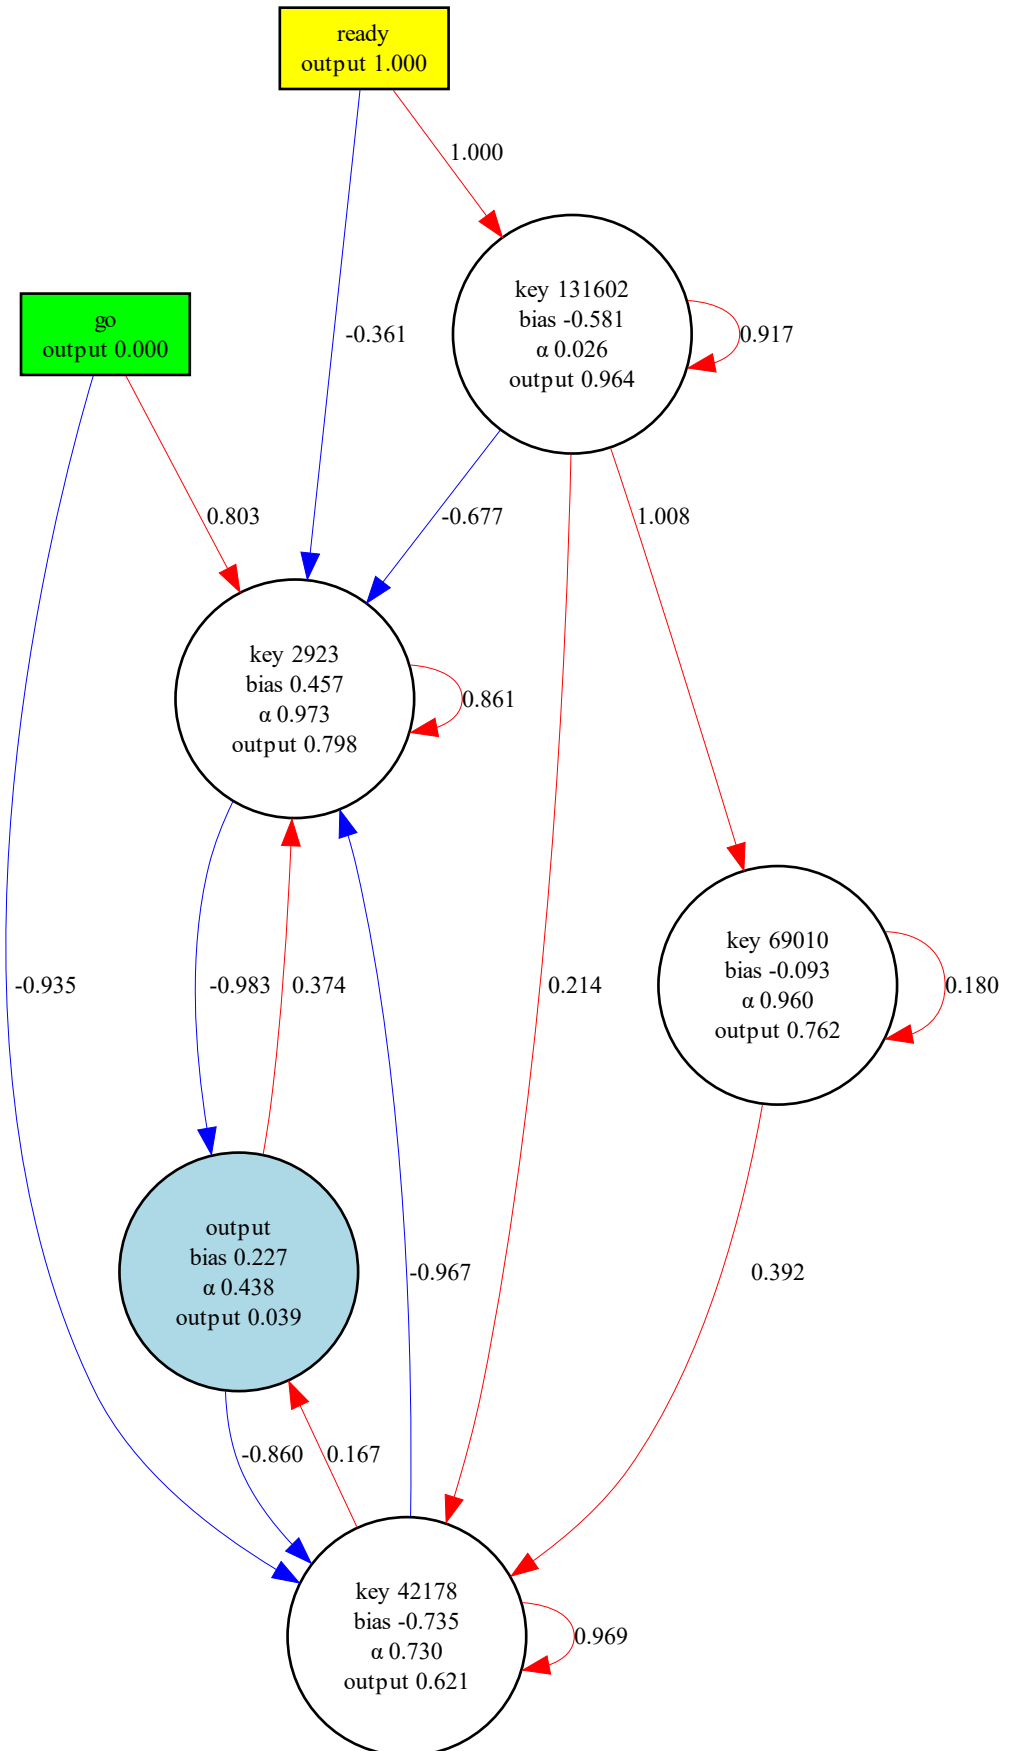 ready
output 1.000
1.000
key 131602
bias -0.581
α 0.026
output 0.964
0.917
go
output 0.000
-0.361
0.803
-0.677
1.008
key 2923
bias 0.457
α 0.973
output 0.798
0.861
key 69010
bias -0.093
α 0.960
output 0.762
0.180
-0.935
-0.983
0.374
0.214
output
bias 0.227
α 0.438
output 0.039
-0.967
0.392
-0.860
0.167
key 42178
bias -0.735
α 0.730
output 0.621
0.969